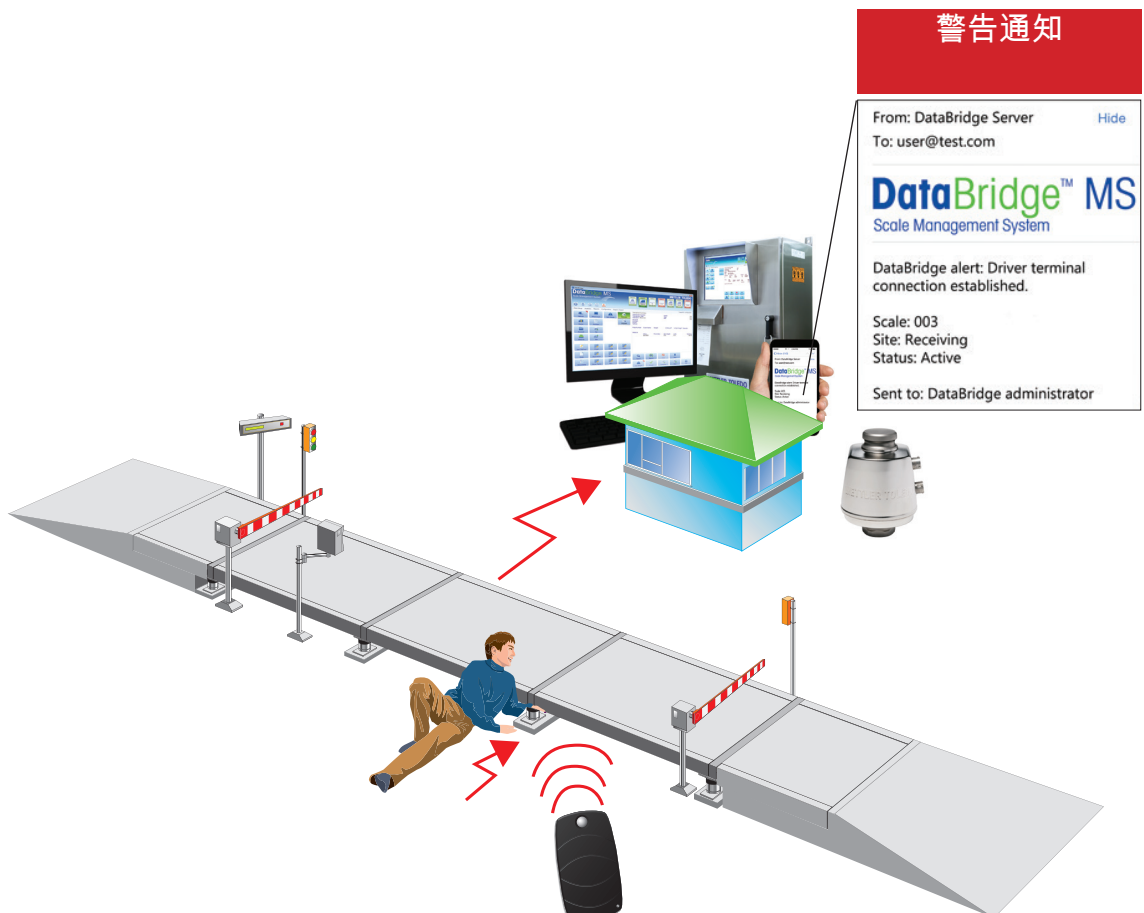 警告通知
From: DataBridge Server
Hide
To: user@test.com
DataBridge™ MS
Scale Management System
DataBridge alert: Driver terminal
connection established.
Scale: 003
Site: Receiving
Status: Active
Sent to: DataBridge administrator